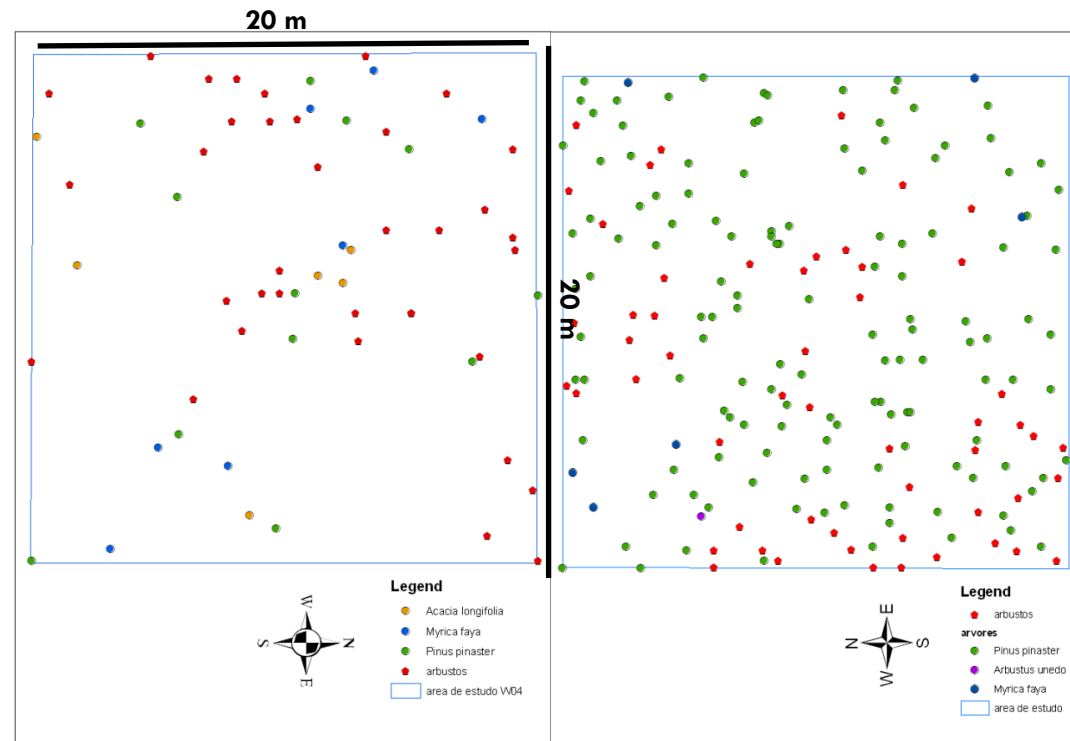 20 m
20 m
Legend
Acacia longifolia
Myrica faya
Pinus pinaster
arbustos
area de estudo W04
W
S
N
E
Legend
arbustos
arvores
Pinus pinaster
Arbustus unedo
Myrica faya
area de estudo
E
N
S
W